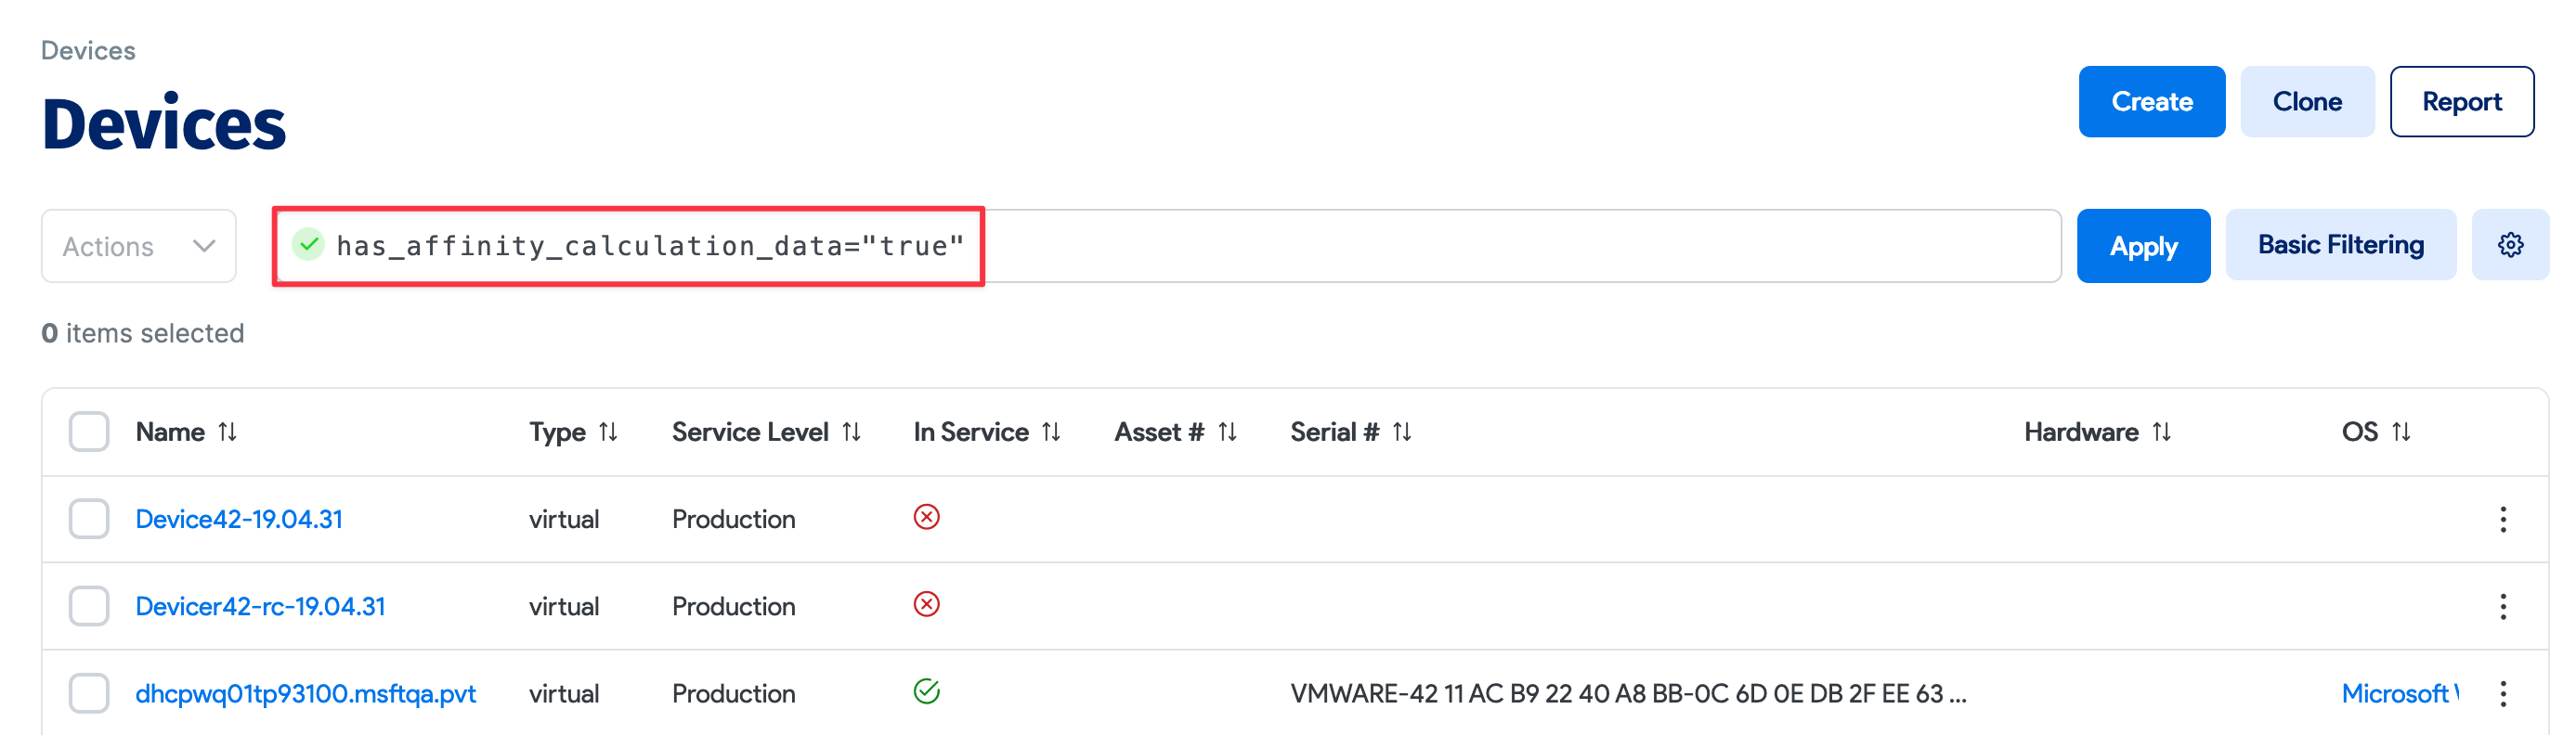 Devices
Devices
Create Clone Report
Actions has_affinity_calculation_data="true" Apply Basic Filtering
0 items selected
Name Type Service Level In Service Asset # Serial # Hardware OS
Device42-19.04.31 virtual Production
Devicer42-rc-19.04.31 virtual Production
dhcpwq01tp93100.msftqa.pvt virtual Production VMWARE-42 11 AC B9 22 40 A8 BB-0C 6D 0E DB 2F EE 63 ... Microsoft